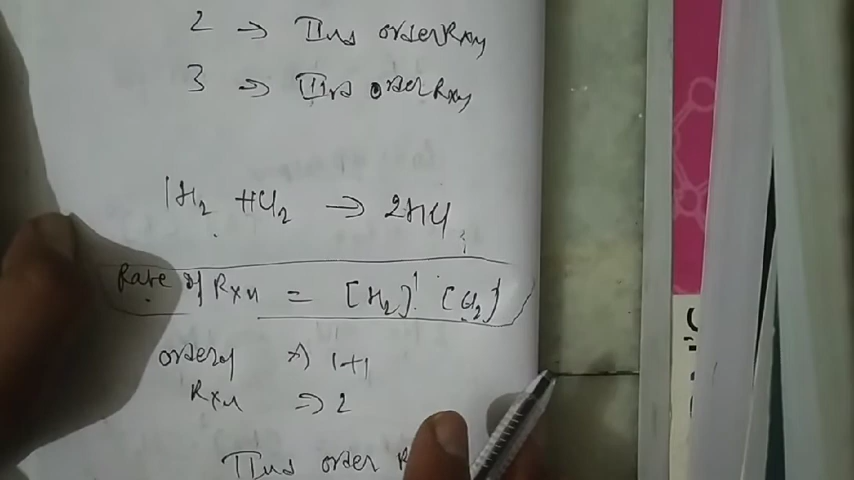 2 → IInd order Rxn
3 → IIIrd order Rxn
1H2 + 1Cl2 → 2HCl
Rate of Rxn = [H2]1 [Cl2]1
order of ⇒ 1+1
Rxn ⇒ 2
IInd order R